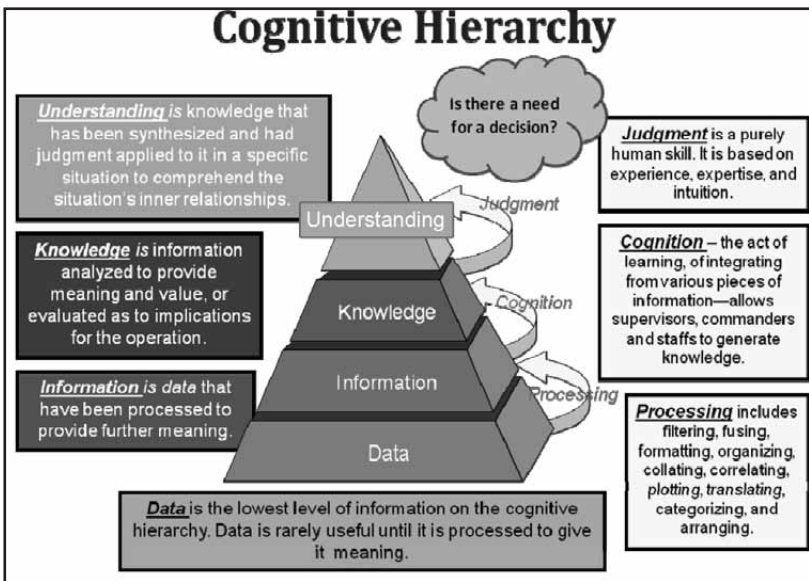 Cognitive Hierarchy
Understanding is knowledge that
has been synthesized and had
judgment applied to it in a specific
situation to comprehend the
situation's inner relationships.
Is there a need
for a decision?
Judgment is a purely
human skill. It is based on
experience, expertise, and
intuition.
Understanding
Judgment
Knowledge is information
analyzed to provide
meaning and value, or
evaluated as to implications
for the operation.
Knowledge
Cognition
Cognition – the act of
learning, of integrating
from various pieces of
information—allows
supervisors, commanders
and staffs to generate
knowledge.
Information is data that
have been processed to
provide further meaning.
Information
Processing
Data
Processing includes
filtering, fusing,
formatting, organizing,
collating, correlating,
plotting, translating,
categorizing, and
arranging.
Data is the lowest level of information on the cognitive
hierarchy. Data is rarely useful until it is processed to give
it meaning.